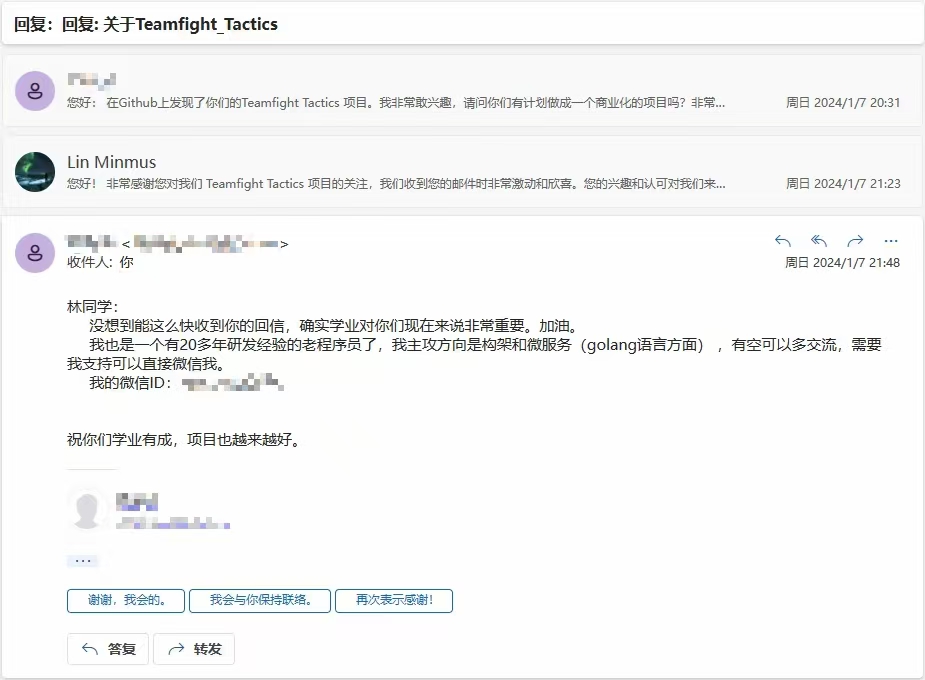 回复：回复: 关于Teamfight_Tactics
您好： 在Github上发现了你们的Teamfight Tactics 项目。我非常敢兴趣，请问你们有计划做成一个商业化的项目吗？非常...
周日 2024/1/7 20:31
Lin Minmus
您好！ 非常感谢您对我们 Teamfight Tactics 项目的关注，我们收到您的邮件时非常激动和欣喜。您的兴趣和认可对我们来...
周日 2024/1/7 21:23
< >
收件人：你
周日 2024/1/7 21:48
林同学：
没想到能这么快收到你的回信，确实学业对你们现在来说非常重要。加油。
我也是一个有20多年研发经验的老程序员了，我主攻方向是构架和微服务（golang语言方面），有空可以多交流，需要
我支持可以直接微信我。
我的微信ID：
祝你们学业有成，项目也越来越好。
谢谢，我会的。
我会与你保持联络。
再次表示感谢！
答复
转发